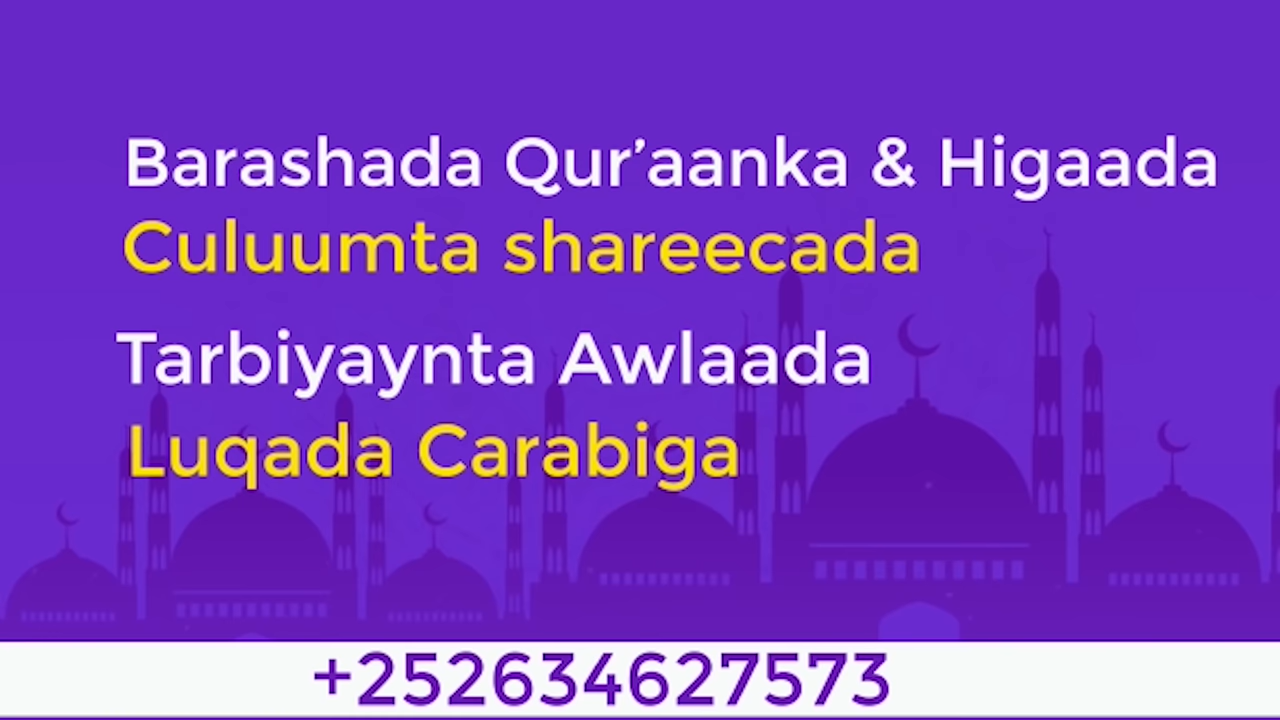 Barashada Qur’aanka & Higaada
Culuumta shareecada
Tarbiyaynta Awlaada
Luqada Carabiga
+252634627573